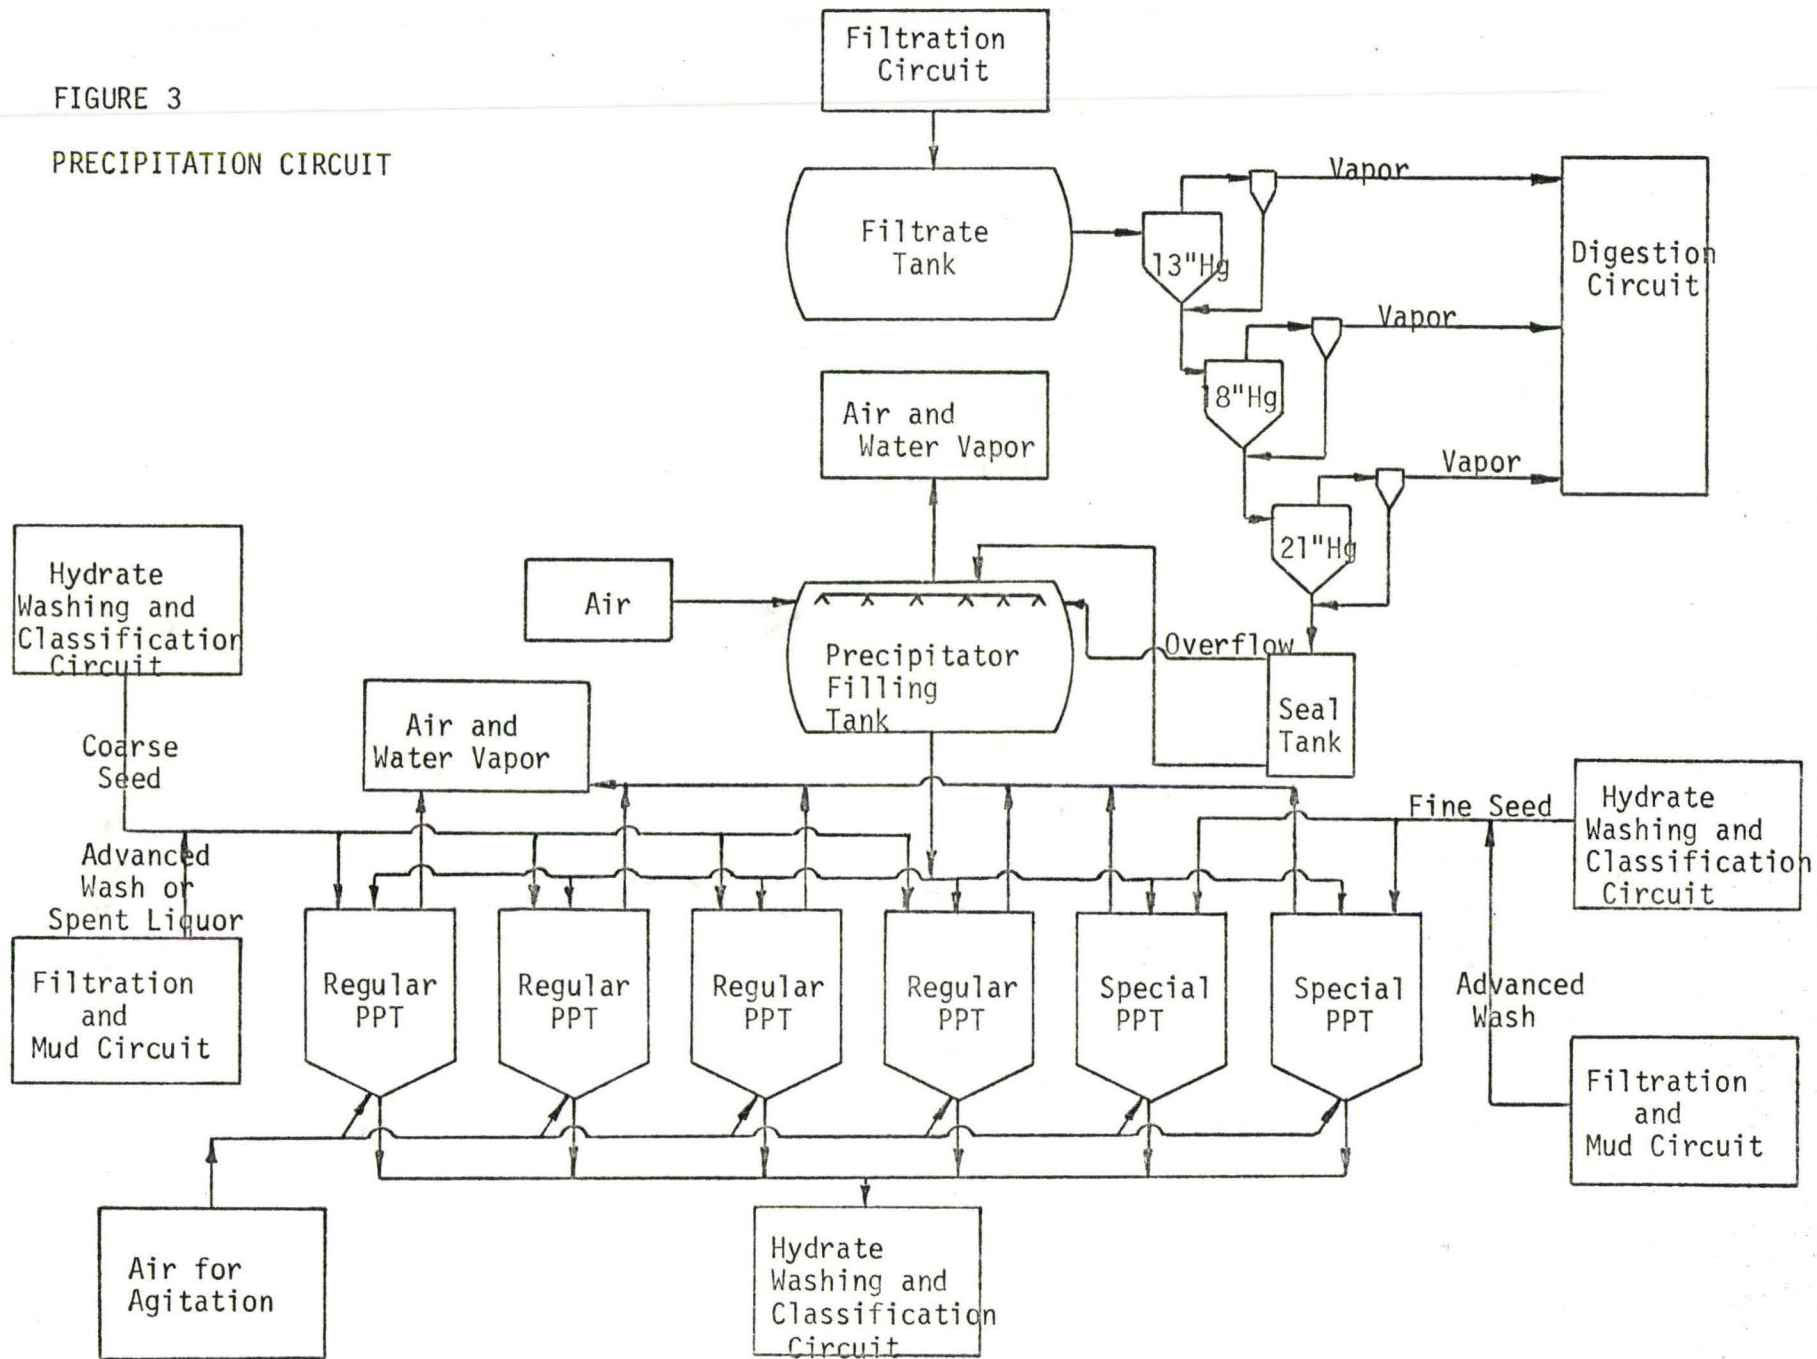 FIGURE 3
PRECIPITATION CIRCUIT
Filtration
Circuit
Filtrate
Tank
13"Hg
Vapor
18"Hg
Vapor
21"Hg
Vapor
Digestion
Circuit
Air and
Water Vapor
Hydrate
Washing and
Classification
Circuit
Air
Precipitator
Filling
Tank
Overflow
Seal
Tank
Air and
Water Vapor
Coarse
Seed
Advanced
Wash or
Spent Liquor
Filtration
and
Mud Circuit
Fine Seed
Hydrate
Washing and
Classification
Circuit
Regular
PPT
Regular
PPT
Regular
PPT
Regular
PPT
Special
PPT
Special
PPT
Advanced
Wash
Filtration
and
Mud Circuit
Air for
Agitation
Hydrate
Washing and
Classification
Circuit